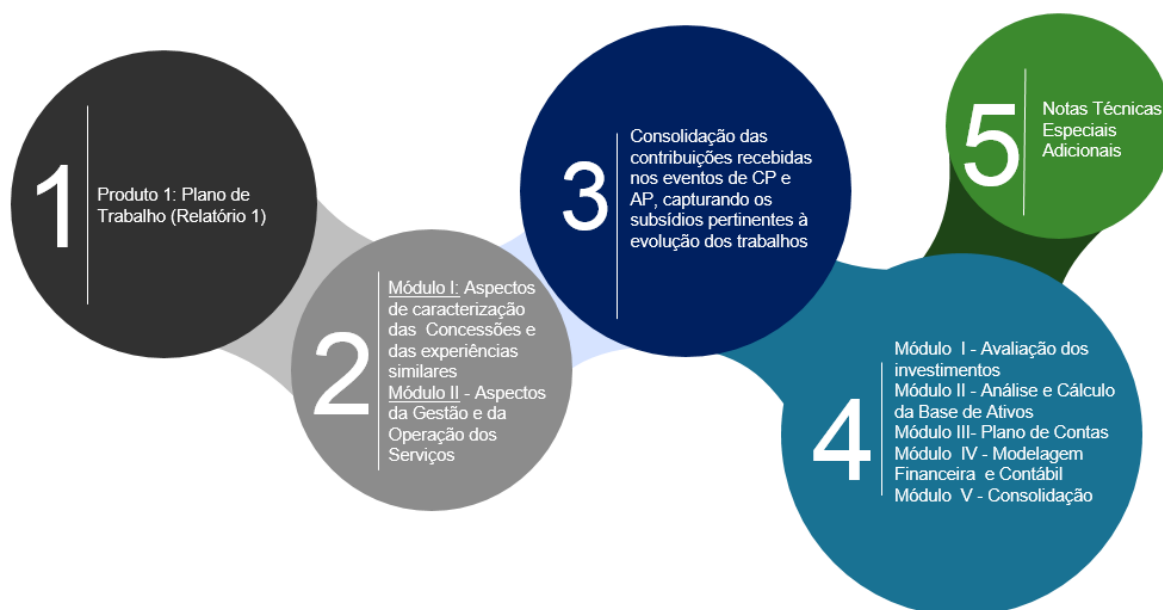 1
Produto 1: Plano de
Trabalho (Relatório 1)
2
Módulo I: Aspectos
de caracterização
das Concessões e
das experiências
similares
Módulo II - Aspectos
da Gestão e da
Operação dos
Serviços
3
Consolidação das
contribuições recebidas
nos eventos de CP e
AP, capturando os
subsídios pertinentes à
evolução dos trabalhos
4
Módulo I - Avaliação dos
investimentos
Módulo II - Análise e Cálculo
da Base de Ativos
Módulo III- Plano de Contas
Módulo IV - Modelagem
Financeira e Contábil
Módulo V - Consolidação
5
Notas Técnicas
Especiais
Adicionais